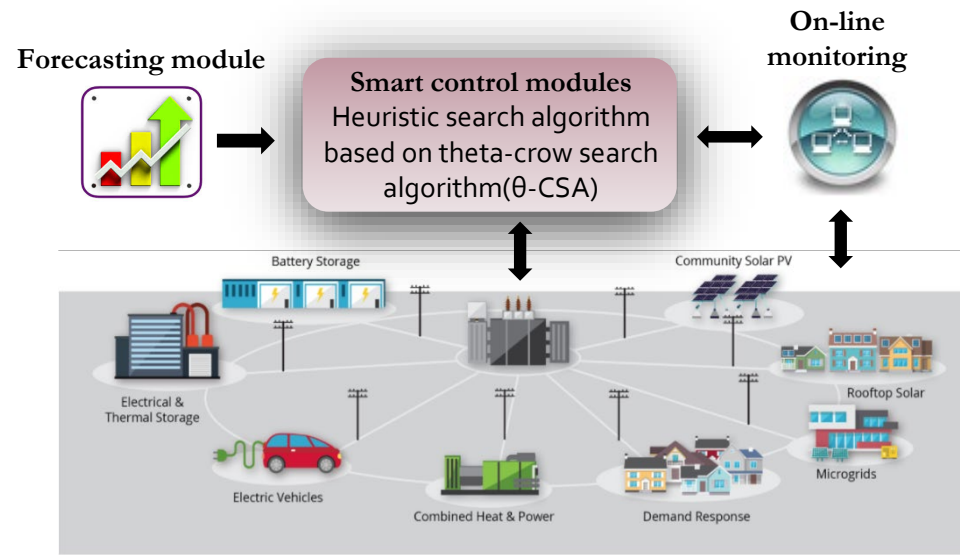 Forecasting module
Smart control modules
Heuristic search algorithm
based on theta-crow search
algorithm(θ-CSA)
On-line
monitoring
Battery Storage
Community Solar PV
Electrical &
Thermal Storage
Rooftop Solar
Electric Vehicles
Combined Heat & Power
Demand Response
Microgrids